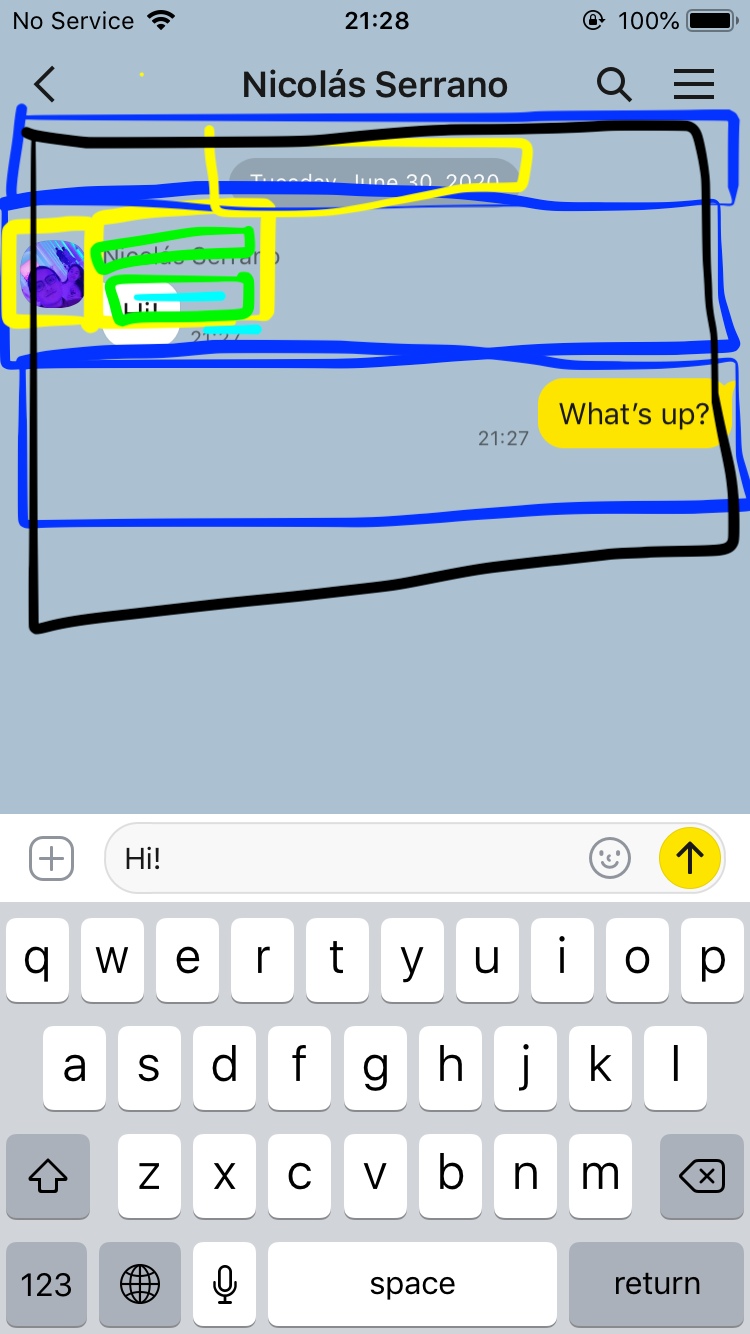 No Service 21:28 100%
Nicolás Serrano
Tuesday, June 30, 2020
Nicolás Serrano
Hi!
21:27
What's up?
21:27
Hi!
q w e r t y u i o p
a s d f g h j k l
z x c v b n m
123 space return